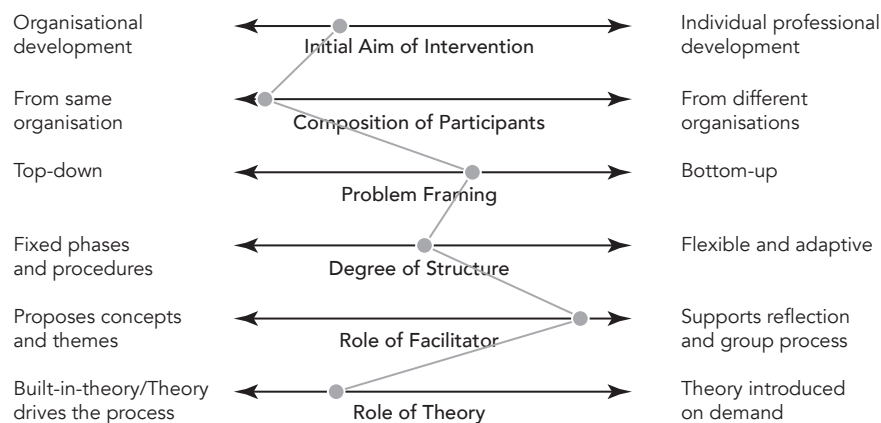 Organisational
development
Initial Aim of Intervention
Individual professional
development
From same
organisation
Composition of Participants
From different
organisations
Top-down
Problem Framing
Bottom-up
Fixed phases
and procedures
Degree of Structure
Flexible and adaptive
Proposes concepts
and themes
Role of Facilitator
Supports reflection
and group process
Built-in-theory/Theory
drives the process
Role of Theory
Theory introduced
on demand